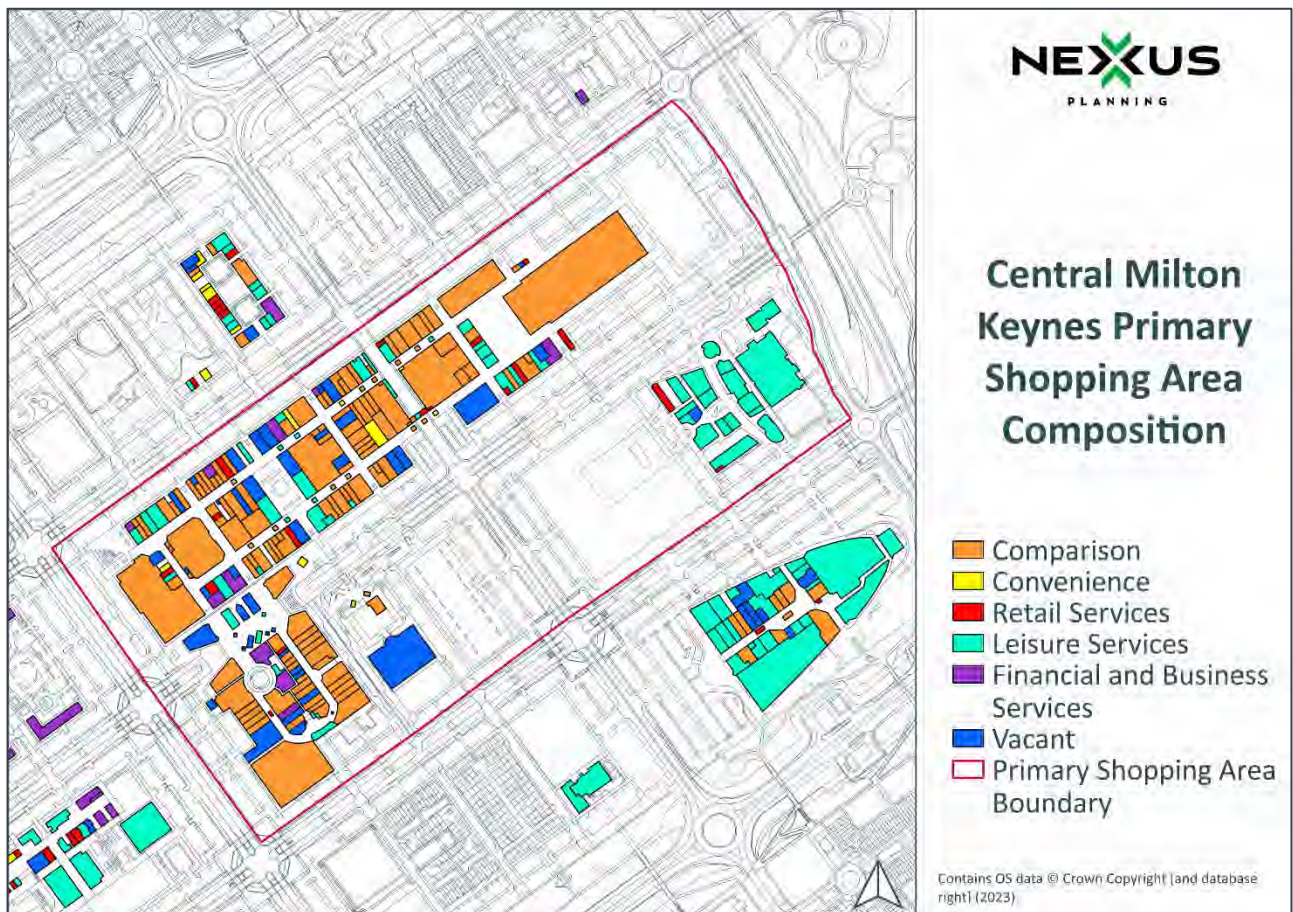 NEXUS
PLANNING
Central Milton
Keynes Primary
Shopping Area
Composition
Comparison
Convenience
Retail Services
Leisure Services
Financial and Business
Services
Vacant
Primary Shopping Area
Boundary
Contains OS data © Crown Copyright [and database
right] (2023)